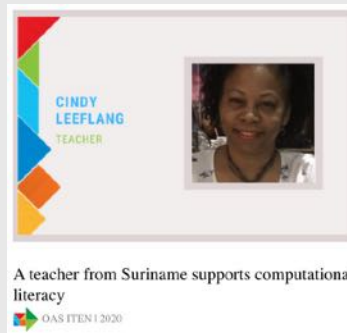 CINDY
LEEFLANG
TEACHER
A teacher from Suriname supports computationa
literacy
OAS ITEN | 2020